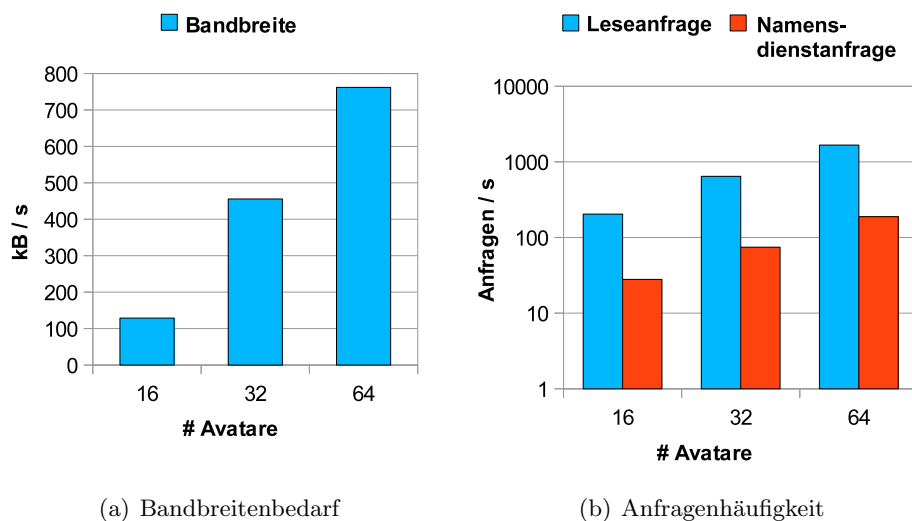 Bandbreite
800
700
600
500
400
300
200
100
0
kB / s
16 32 64
# Avatare
(a) Bandbreitenbedarf
Leseanfrage Namens-
dienstanfrage
10000
1000
100
10
1
Anfragen / s
16 32 64
# Avatare
(b) Anfragenhäufigkeit